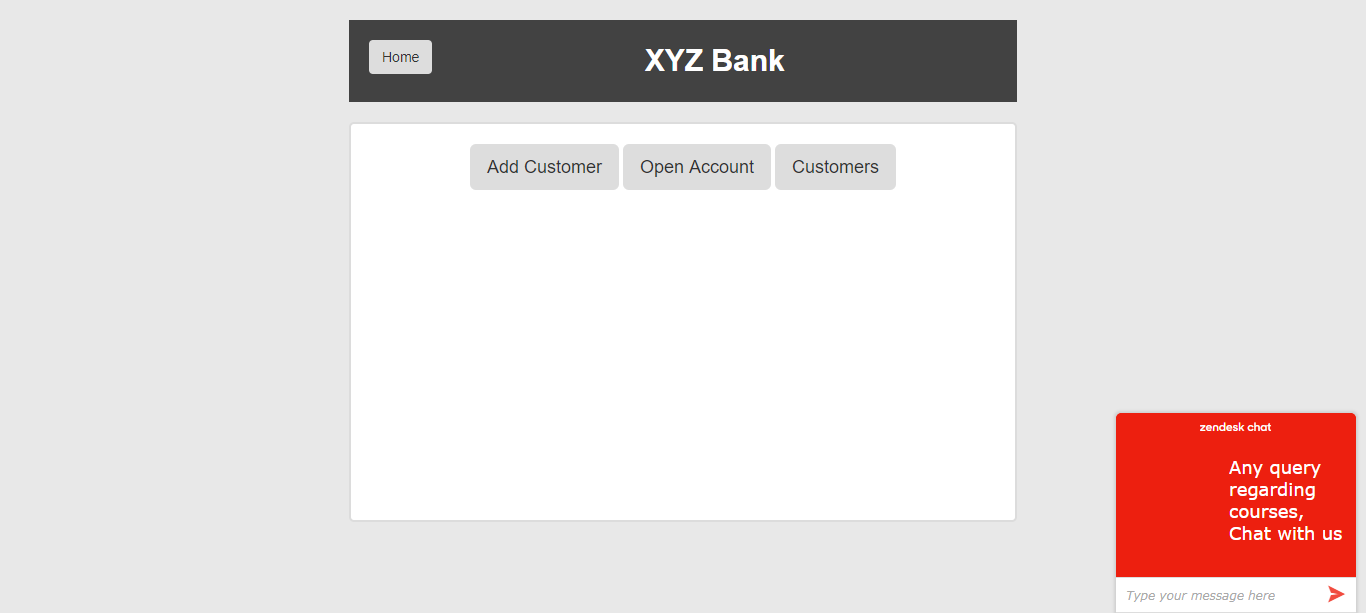 Home
XYZ Bank
Add Customer
Open Account
Customers
zendesk chat
Any query
regarding
courses,
Chat with us
Type your message here